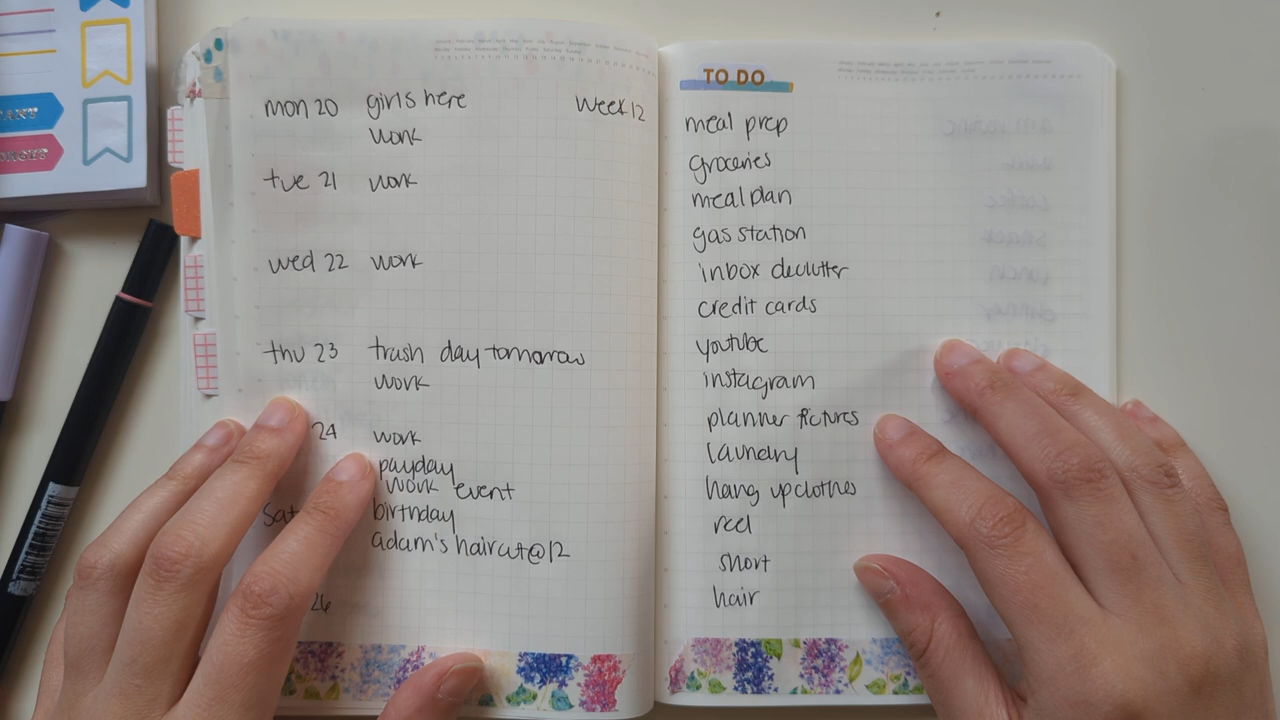 mon 20 girls here
Week 12
work
tue 21 work
wed 22 work
thu 23 trash day tomorrow
work
24 work
payday
work event
Sat birthday
adam's haircut@12
26
TO DO
meal prep
groceries
meal plan
gas station
inbox declutter
credit cards
youtube
instagram
planner pictures
laundry
hang up clothes
reel
short
hair